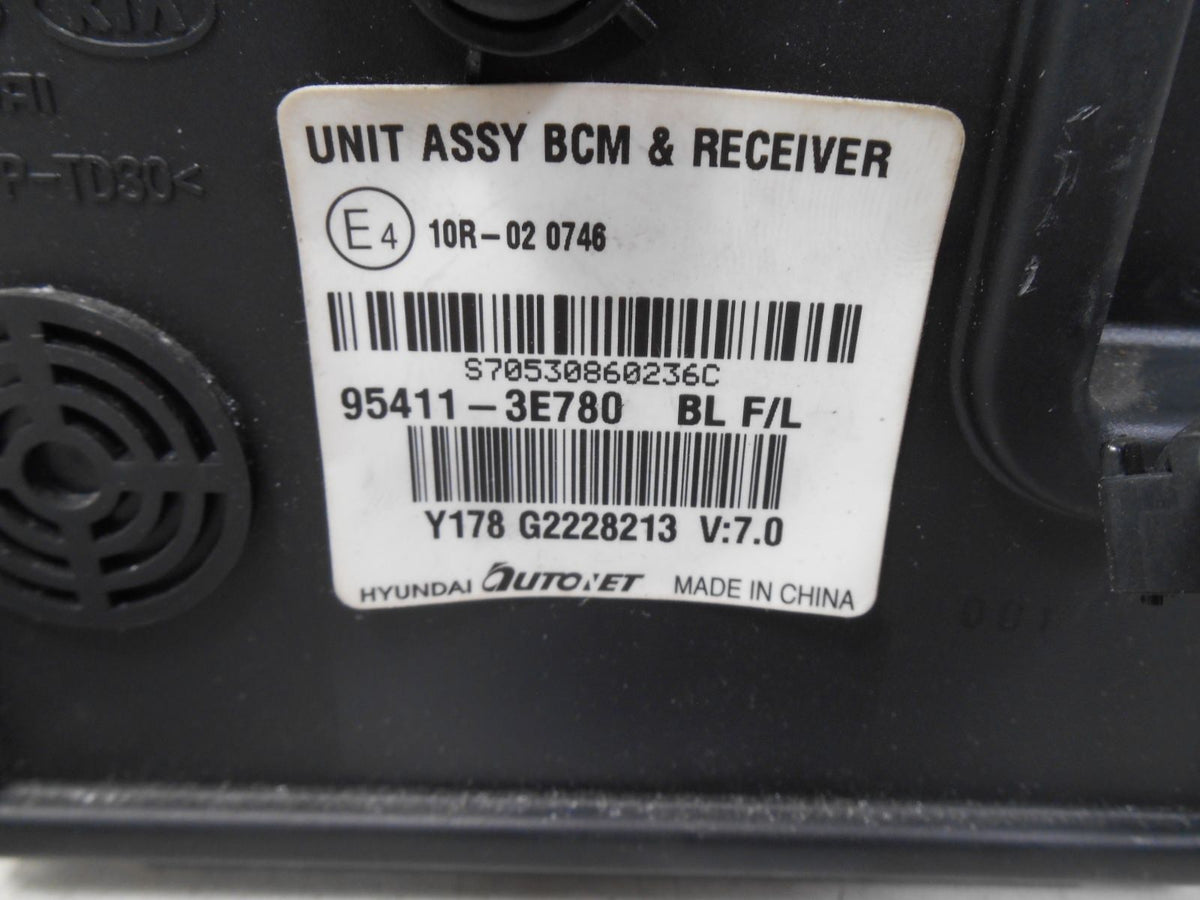 KIA
UNIT ASSY BCM & RECEIVER
E4 10R-02 0746
S70530860236C
95411-3E780 BL F/L
Y178 G2228213 V:7.0
HYUNDAI AUTONET MADE IN CHINA